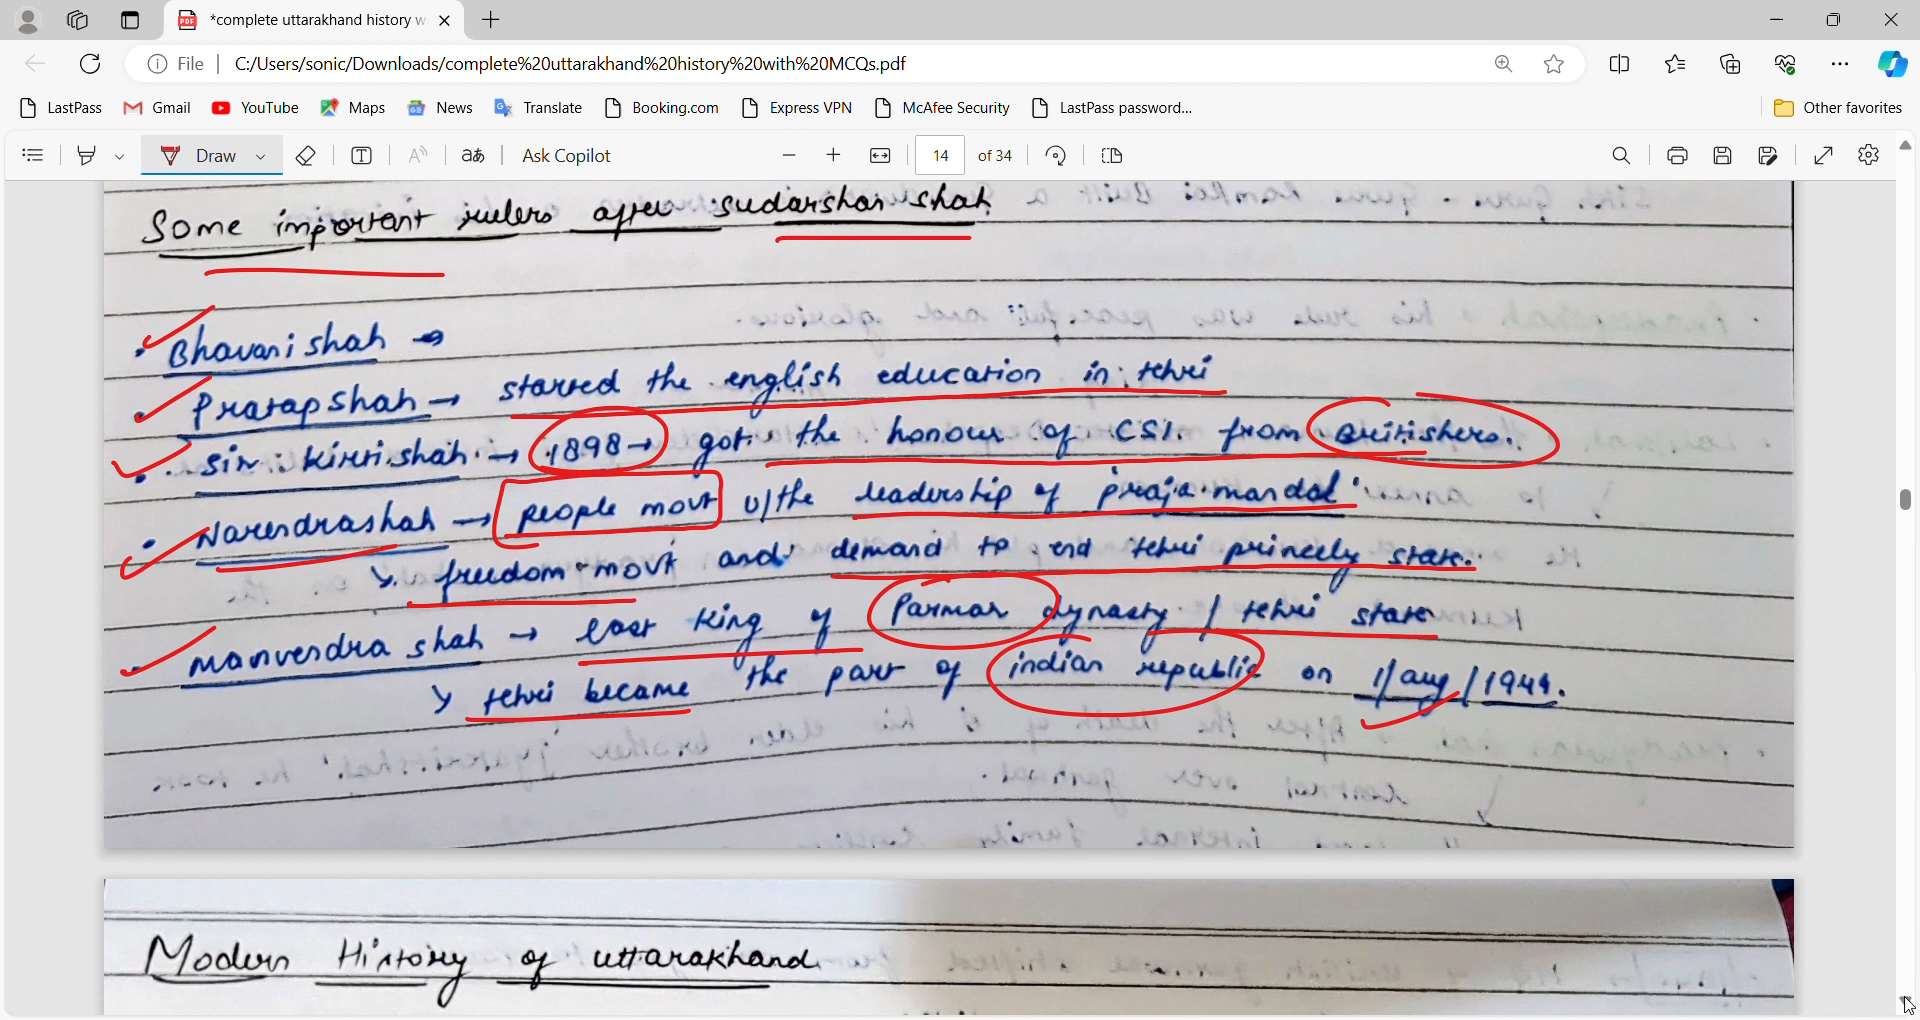 *complete uttarakhand history w
File | C:/Users/sonic/Downloads/complete%20uttarakhand%20history%20with%20MCQs.pdf
LastPass Gmail YouTube Maps News Translate Booking.com Express VPN McAfee Security LastPass password... Other favorites
Draw Ask Copilot 14 of 34
Some important rulers after sudarshan shah
• Bhavani shah →
• Pratap Shah → started the english education in tehri
• Sir kirti shah → 1898 → got the honour of CSI from Britishers.
• Narendrashah → people movt u/the leadership of praja mandal
↘ freedom movt and demand to end tehri princely state.
• Manvendra shah → last king of Parmar dynasty / tehri state
↘ tehri became the part of indian republic on 1/aug/1949.
Modern History of uttarakhand